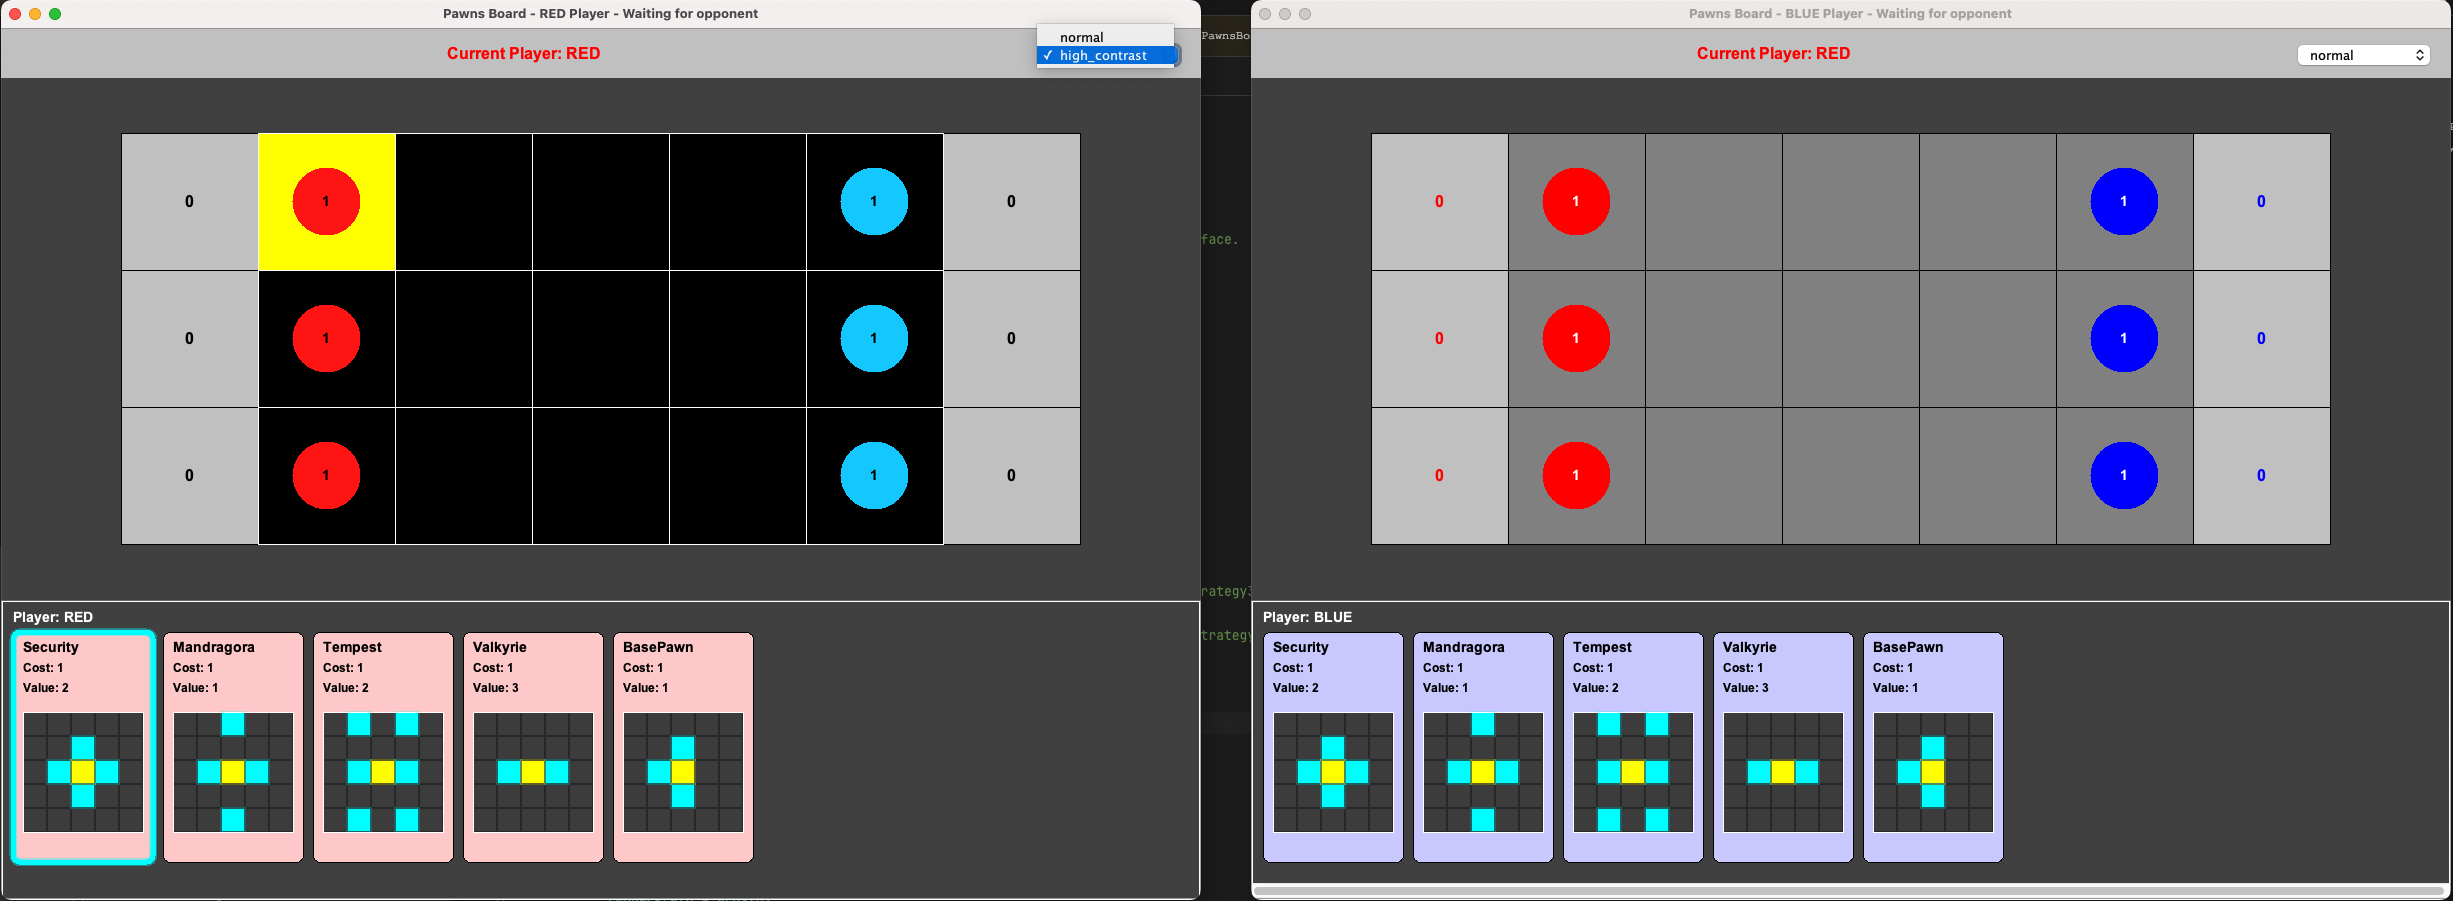 Pawns Board - RED Player - Waiting for opponent
Current Player: RED
normal
✓ high_contrast
0 1 1 0
0 1 1 0
0 1 1 0
Player: RED
Security
Cost: 1
Value: 2
Mandragora
Cost: 1
Value: 1
Tempest
Cost: 1
Value: 2
Valkyrie
Cost: 1
Value: 3
BasePawn
Cost: 1
Value: 1
PawnsBo
face.
rategy3
trategy
Pawns Board - BLUE Player - Waiting for opponent
Current Player: RED
normal
0 1 1 0
0 1 1 0
0 1 1 0
Player: BLUE
Security
Cost: 1
Value: 2
Mandragora
Cost: 1
Value: 1
Tempest
Cost: 1
Value: 2
Valkyrie
Cost: 1
Value: 3
BasePawn
Cost: 1
Value: 1